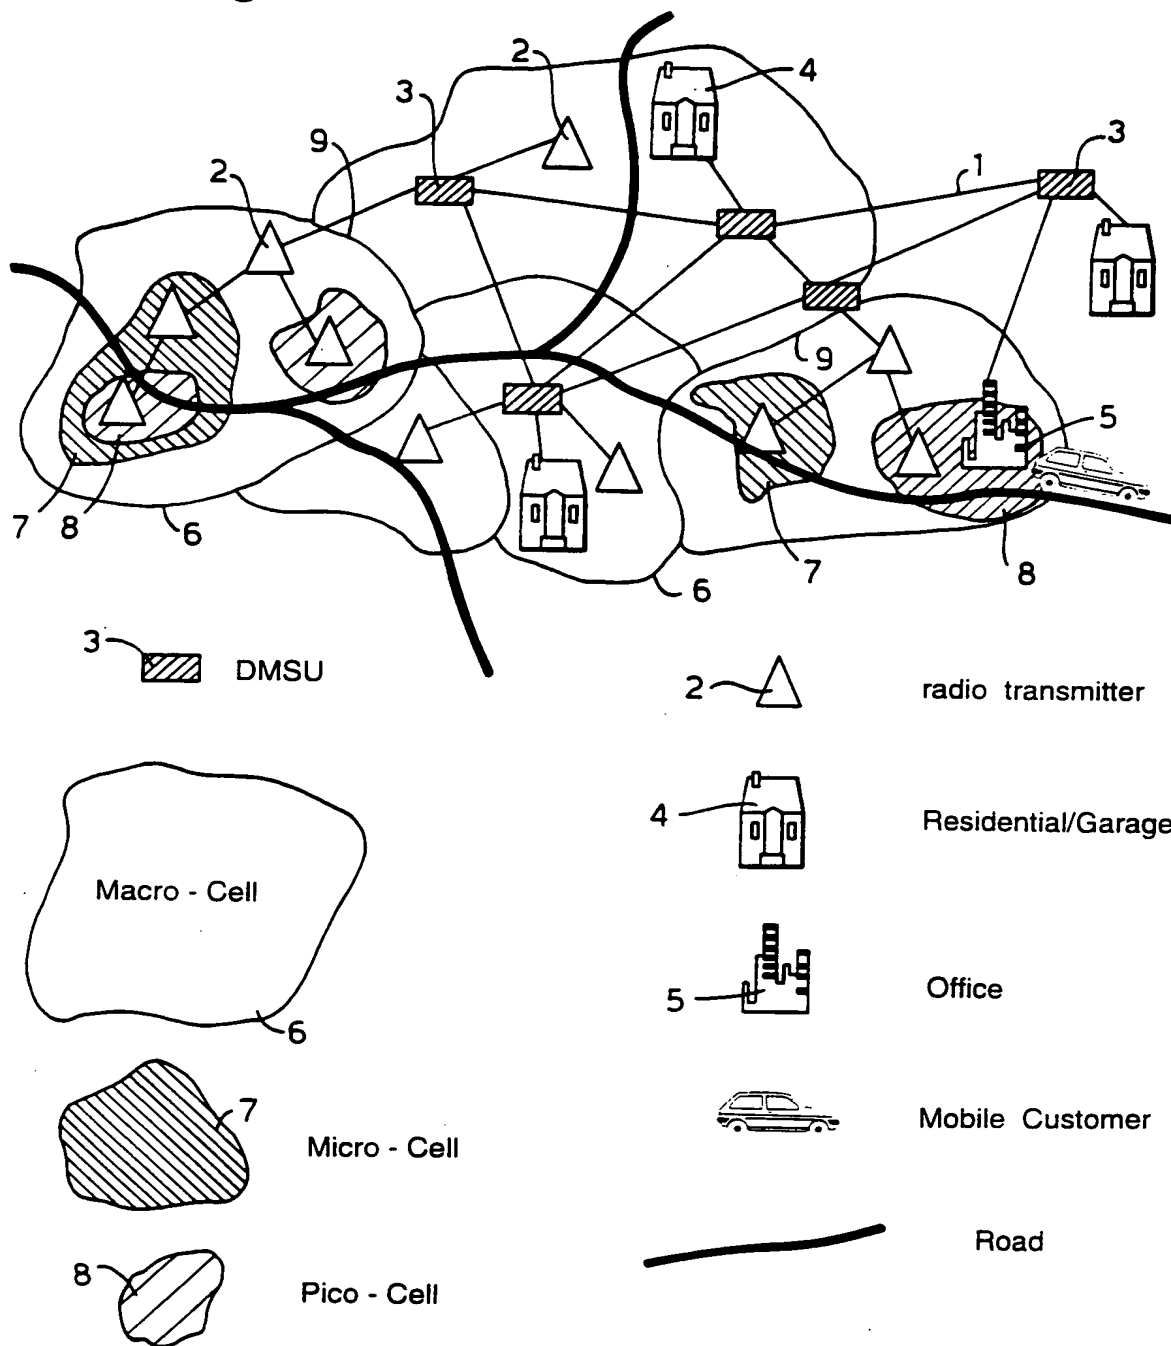 2
4
3
3
9
1
2
9
5
7
8
6
7
8
6
3
DMSU
2
radio transmitter
4
Residential/Garage
Macro - Cell
6
5
Office
7
Micro - Cell
Mobile Customer
8
Pico - Cell
Road